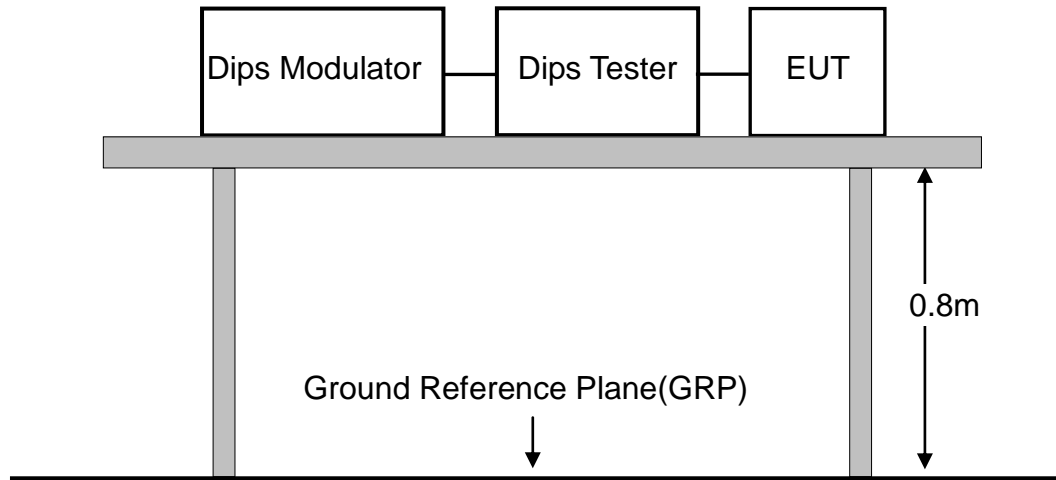 Dips Modulator
Dips Tester
EUT
0.8m
Ground Reference Plane(GRP)